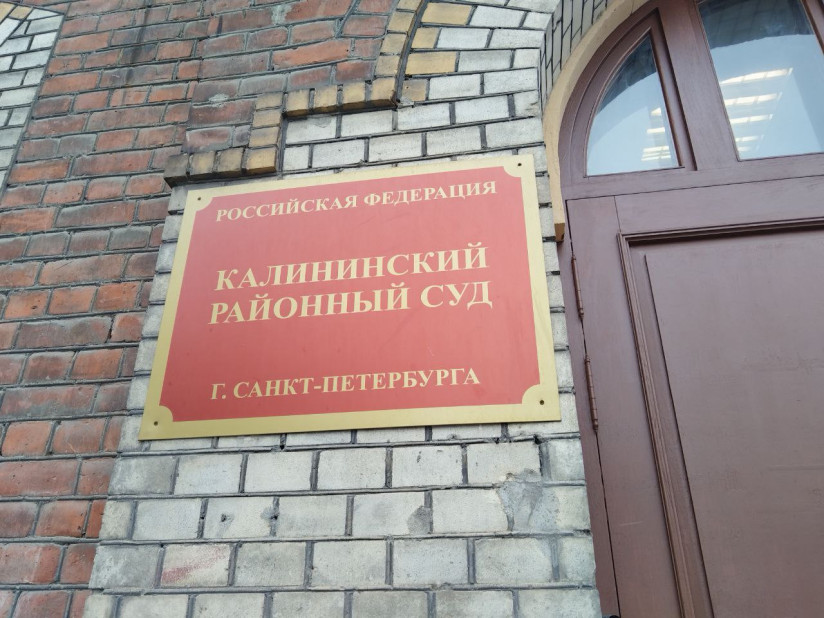 РОССИЙСКАЯ ФЕДЕРАЦИЯ
КАЛИНИНСКИЙ
РАЙОННЫЙ СУД
Г. САНКТ-ПЕТЕРБУРГА